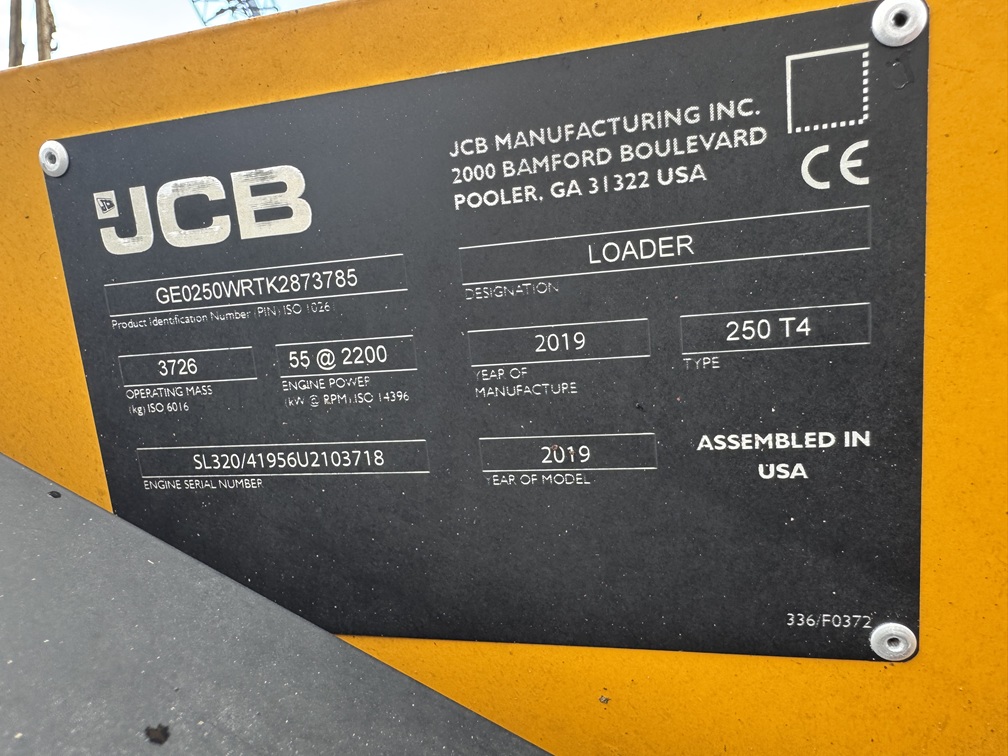 JCB
JCB MANUFACTURING INC.
2000 BAMFORD BOULEVARD
POOLER, GA 31322 USA
CE
GE0250WRTK2873785
Product Identification Number (PIN) ISO 10261
LOADER
DESIGNATION
3726
OPERATING MASS
(kg) ISO 6016
55 @ 2200
ENGINE POWER
(kW @ RPM) ISO 14396
2019
YEAR OF
MANUFACTURE
250 T4
TYPE
SL320/41956U2103718
ENGINE SERIAL NUMBER
2019
YEAR OF MODEL
ASSEMBLED IN
USA
336/F0372